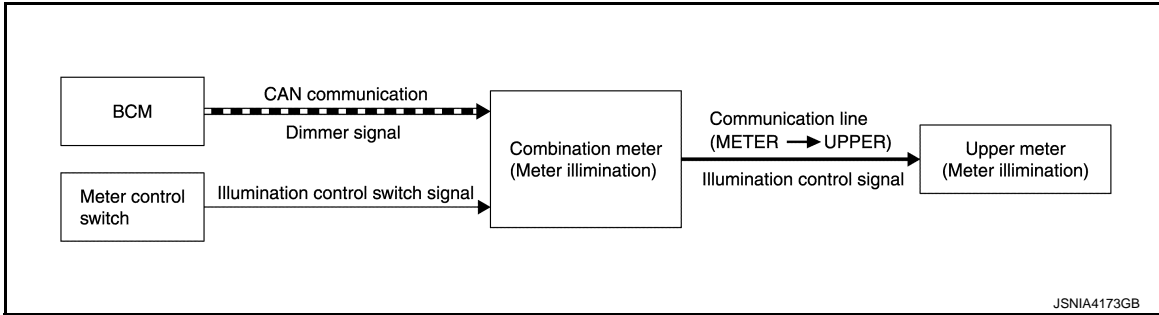 BCM
CAN communication
Dimmer signal
Meter control
switch
Illumination control switch signal
Combination meter
(Meter illimination)
Communication line
(METER → UPPER)
Illumination control signal
Upper meter
(Meter illimination)
JSNIA4173GB